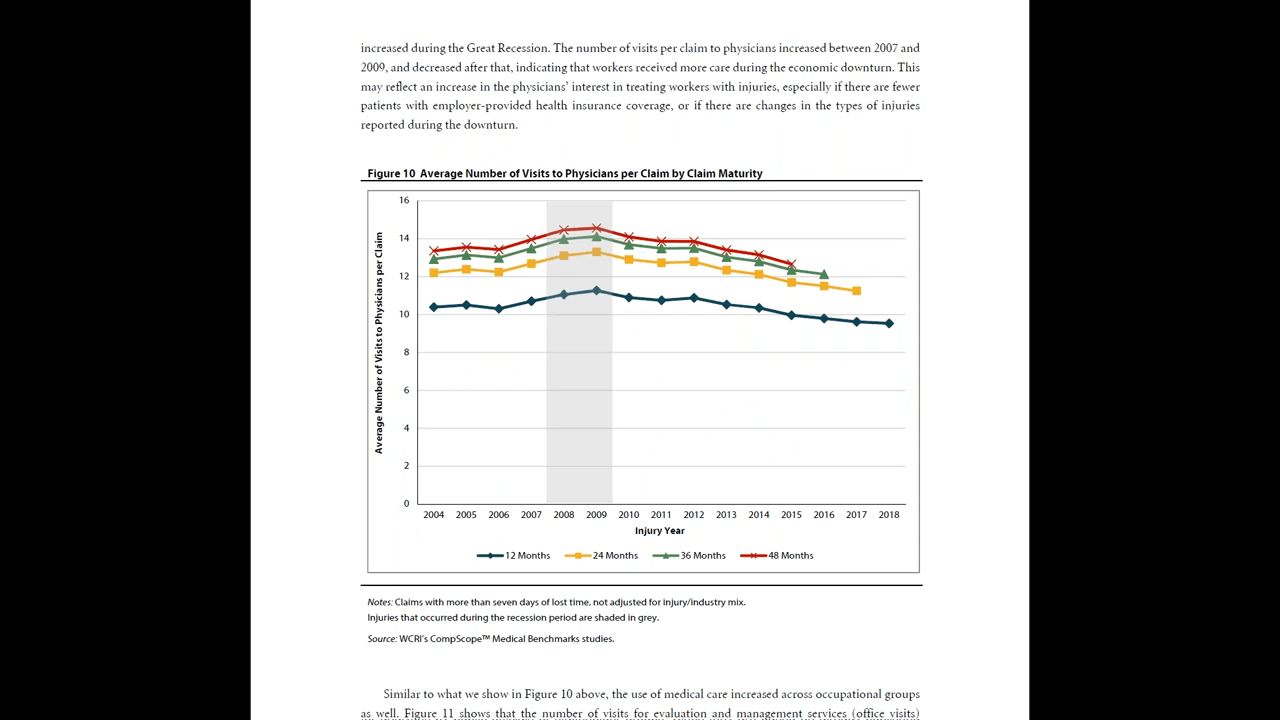 increased during the Great Recession. The number of visits per claim to physicians increased between 2007 and
2009, and decreased after that, indicating that workers received more care during the economic downturn. This
may reflect an increase in the physicians’ interest in treating workers with injuries, especially if there are fewer
patients with employer-provided health insurance coverage, or if there are changes in the types of injuries
reported during the downturn.
Figure 10 Average Number of Visits to Physicians per Claim by Claim Maturity
Average Number of Visits to Physicians per Claim
16
14
12
10
8
6
4
2
0
2004 2005 2006 2007 2008 2009 2010 2011 2012 2013 2014 2015 2016 2017 2018
Injury Year
12 Months 24 Months 36 Months 48 Months
Notes: Claims with more than seven days of lost time, not adjusted for injury/industry mix.
Injuries that occurred during the recession period are shaded in grey.
Source: WCRI’s CompScope™ Medical Benchmarks studies.
Similar to what we show in Figure 10 above, the use of medical care increased across occupational groups
as well. Figure 11 shows that the number of visits for evaluation and management services (office visits)